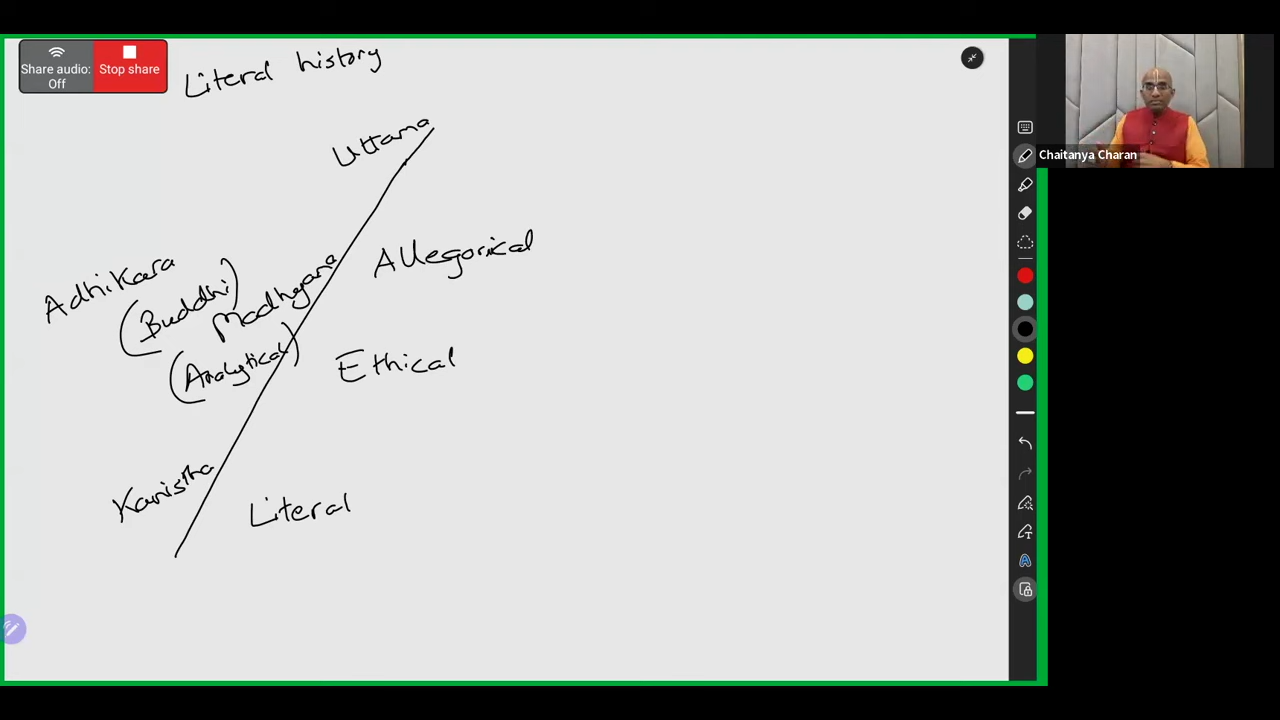 Share audio:
Off
Stop share
Literal history
Uttama
Chaitanya Charan
Allegorical
Adhikara
(Buddhi)
Madhyama
(Analytical)
Ethical
Kanistha
Literal
A